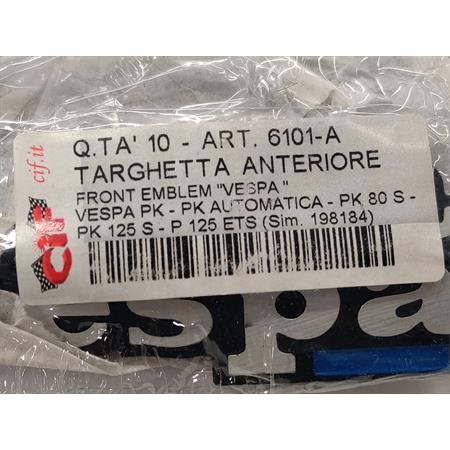 Q.TA' 10 - ART. 6101-A
TARGHETTA ANTERIORE
FRONT EMBLEM "VESPA "
VESPA PK - PK AUTOMATICA - PK 80 S -
PK 125 S - P 125 ETS (Sim. 198184)
cif.it
CIF
espa